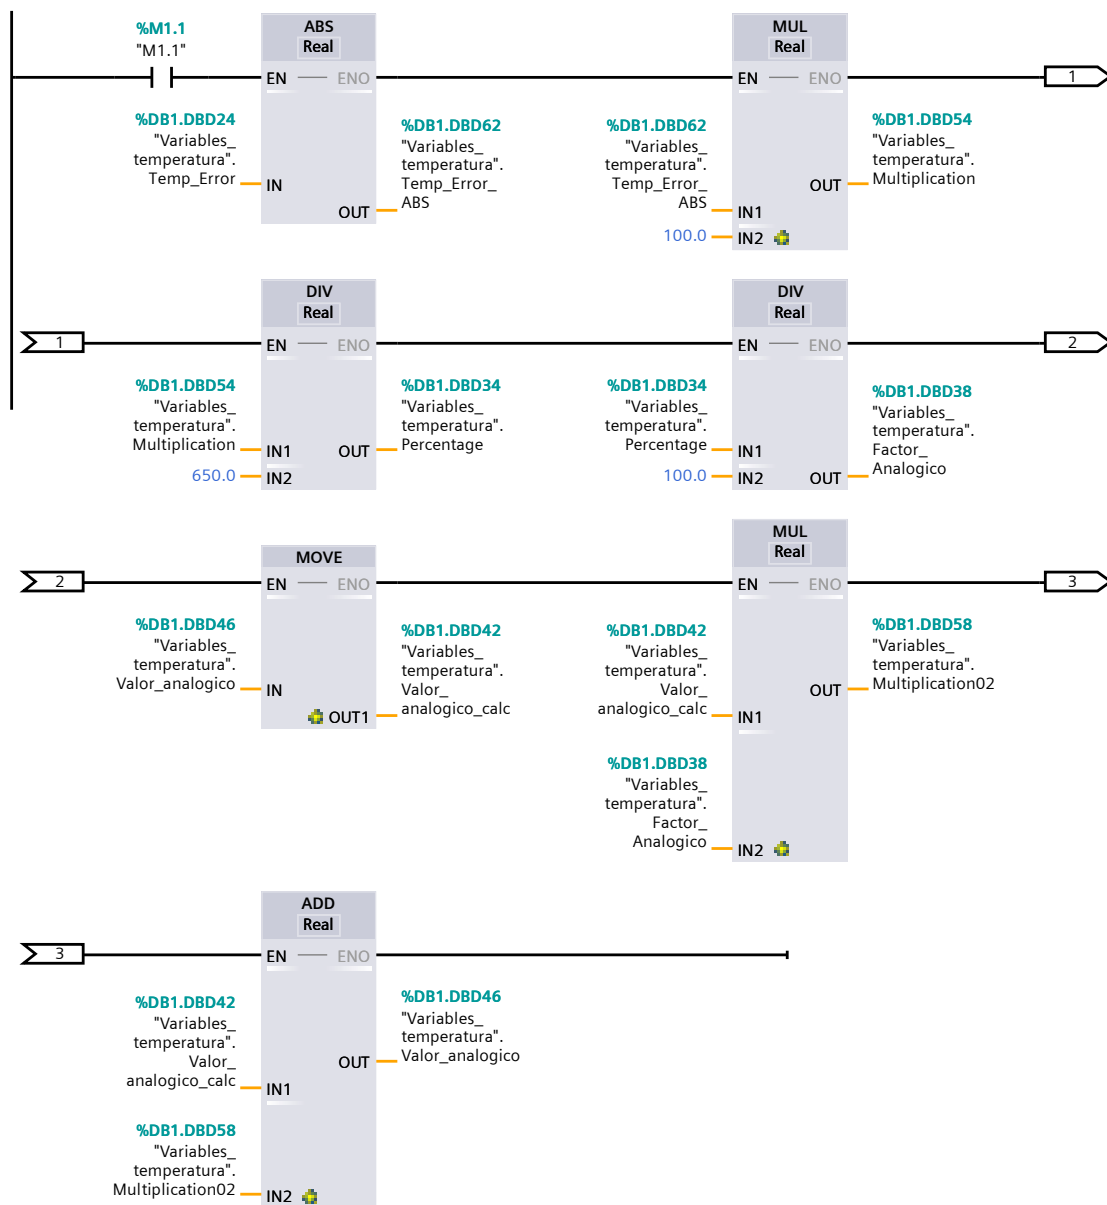 %M1.1
"M1.1"
ABS
Real
EN
ENO
%DB1.DBD24
"Variables_
temperatura".
Temp_Error
IN
OUT
%DB1.DBD62
"Variables_
temperatura".
Temp_Error_
ABS
MUL
Real
EN
ENO
%DB1.DBD62
"Variables_
temperatura".
Temp_Error_
ABS
IN1
100.0
IN2
OUT
%DB1.DBD54
"Variables_
temperatura".
Multiplication
1
1
DIV
Real
EN
ENO
%DB1.DBD54
"Variables_
temperatura".
Multiplication
IN1
650.0
IN2
OUT
%DB1.DBD34
"Variables_
temperatura".
Percentage
DIV
Real
EN
ENO
%DB1.DBD34
"Variables_
temperatura".
Percentage
IN1
100.0
IN2
OUT
%DB1.DBD38
"Variables_
temperatura".
Factor_
Analogico
2
2
MOVE
EN
ENO
%DB1.DBD46
"Variables_
temperatura".
Valor_analogico
IN
OUT1
%DB1.DBD42
"Variables_
temperatura".
Valor_
analogico_calc
MUL
Real
EN
ENO
%DB1.DBD42
"Variables_
temperatura".
Valor_
analogico_calc
IN1
%DB1.DBD38
"Variables_
temperatura".
Factor_
Analogico
IN2
OUT
%DB1.DBD58
"Variables_
temperatura".
Multiplication02
3
3
ADD
Real
EN
ENO
%DB1.DBD42
"Variables_
temperatura".
Valor_
analogico_calc
IN1
%DB1.DBD58
"Variables_
temperatura".
Multiplication02
IN2
OUT
%DB1.DBD46
"Variables_
temperatura".
Valor_analogico